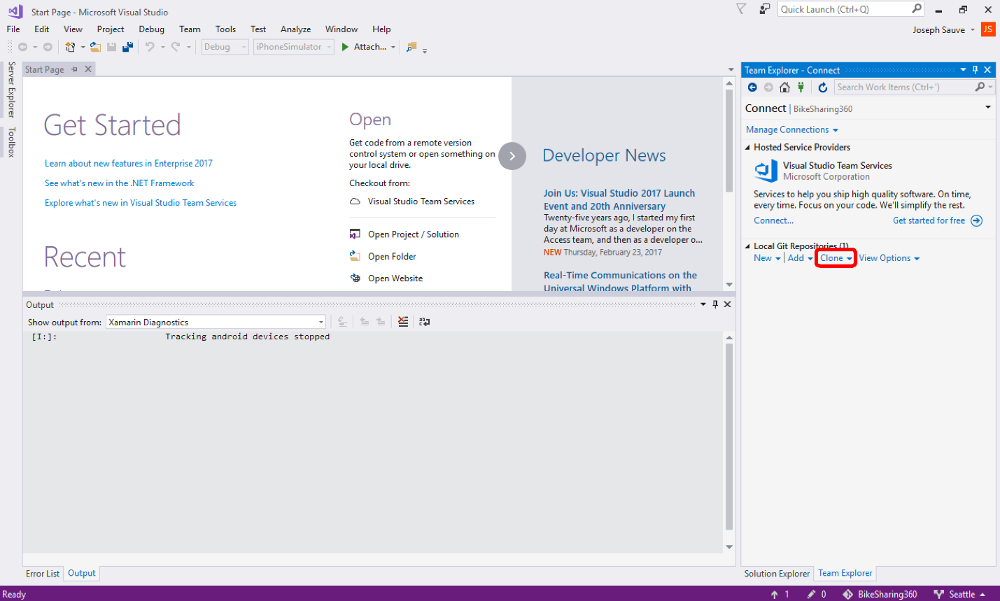 Start Page - Microsoft Visual Studio
Quick Launch (Ctrl+Q)
File Edit View Project Debug Team Tools Test Analyze Window Help
Joseph Sauve
JS
Debug
iPhoneSimulator
Attach...
Server Explorer
Toolbox
Start Page
Get Started
Learn about new features in Enterprise 2017
See what's new in the .NET Framework
Explore what's new in Visual Studio Team Services
Recent
Open
Get code from a remote version
control system or open something on
your local drive.
Checkout from:
Visual Studio Team Services
Open Project / Solution
Open Folder
Open Website
Developer News
Join Us: Visual Studio 2017 Launch
Event and 20th Anniversary
Twenty-five years ago, I started my first
day at Microsoft as a developer on the
Access team, and then as a developer o...
NEW Thursday, February 23, 2017
Real-Time Communications on the
Universal Windows Platform with
Output
Show output from: Xamarin Diagnostics
[I:]: Tracking android devices stopped
Error List Output
Team Explorer - Connect
Search Work Items (Ctrl+')
Connect | BikeSharing360
Manage Connections
Hosted Service Providers
Visual Studio Team Services
Microsoft Corporation
Services to help you ship high quality software. On time,
every time. Focus on your code. We'll simplify the rest.
Connect... Get started for free
Local Git Repositories (1)
New Add Clone View Options
Solution Explorer Team Explorer
Ready
1 0 BikeSharing360 Seattle